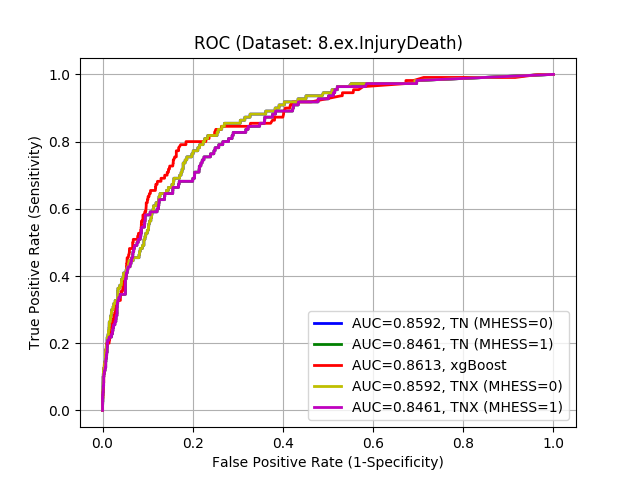 ROC (Dataset: 8.ex.InjuryDeath)
True Positive Rate (Sensitivity)
1.0
0.8
0.6
0.4
0.2
0.0
AUC=0.8592, TN (MHESS=0)
AUC=0.8461, TN (MHESS=1)
AUC=0.8613, xgBoost
AUC=0.8592, TNX (MHESS=0)
AUC=0.8461, TNX (MHESS=1)
0.0 0.2 0.4 0.6 0.8 1.0
False Positive Rate (1-Specificity)